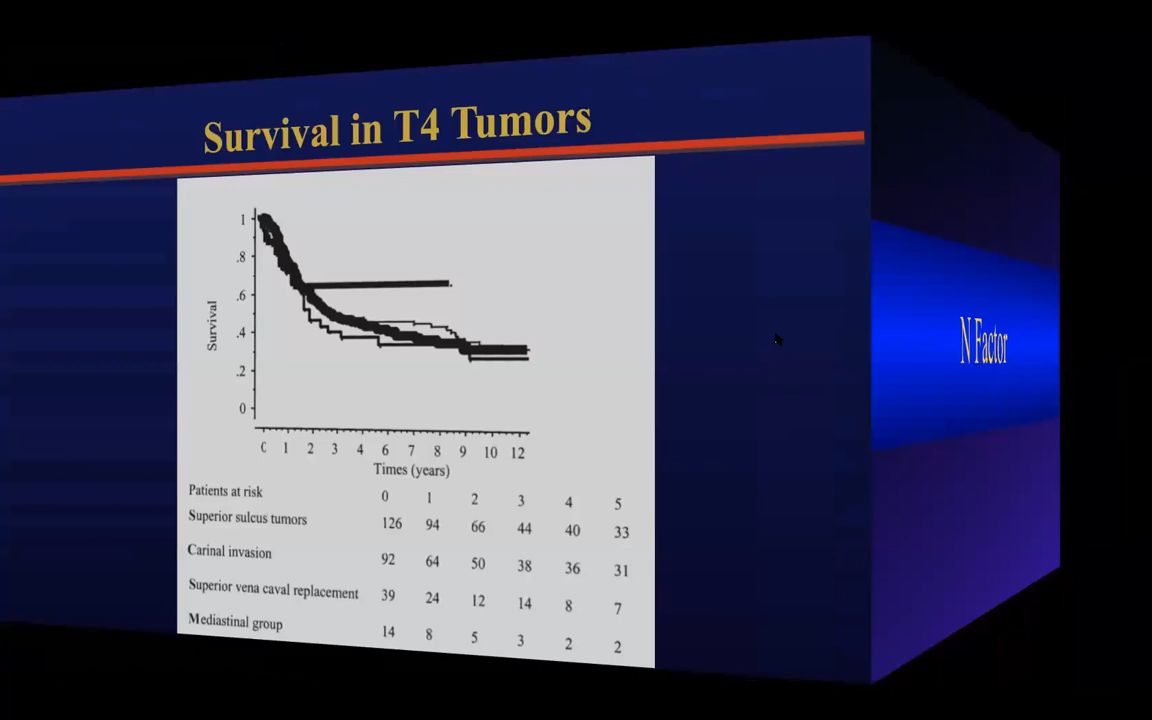 Survival in T4 Tumors
1
.8
.6
.4
.2
0
Survival
0 1 2 3 4 6 7 8 9 10 12
Times (years)
Patients at risk 0 1 2 3 4 5
Superior sulcus tumors 126 94 66 44 40 33
Carinal invasion 92 64 50 38 36 31
Superior vena caval replacement 39 24 12 14 8 7
Mediastinal group 14 8 5 3 2 2
N Factor